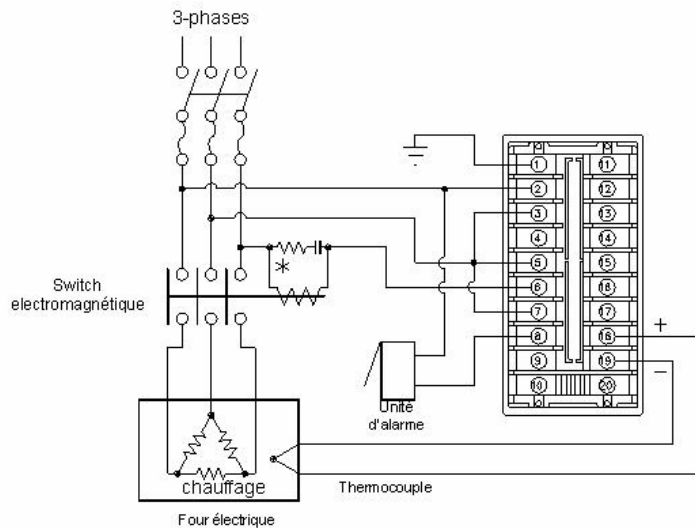 3-phases
1 11
2 12
3 13
4 14
5 15
6 16
7 17
8 16
9 19
10 20
+
−
Switch
electromagnétique
*
Unité
d'alarme
chauffage
Thermocouple
Four électrique